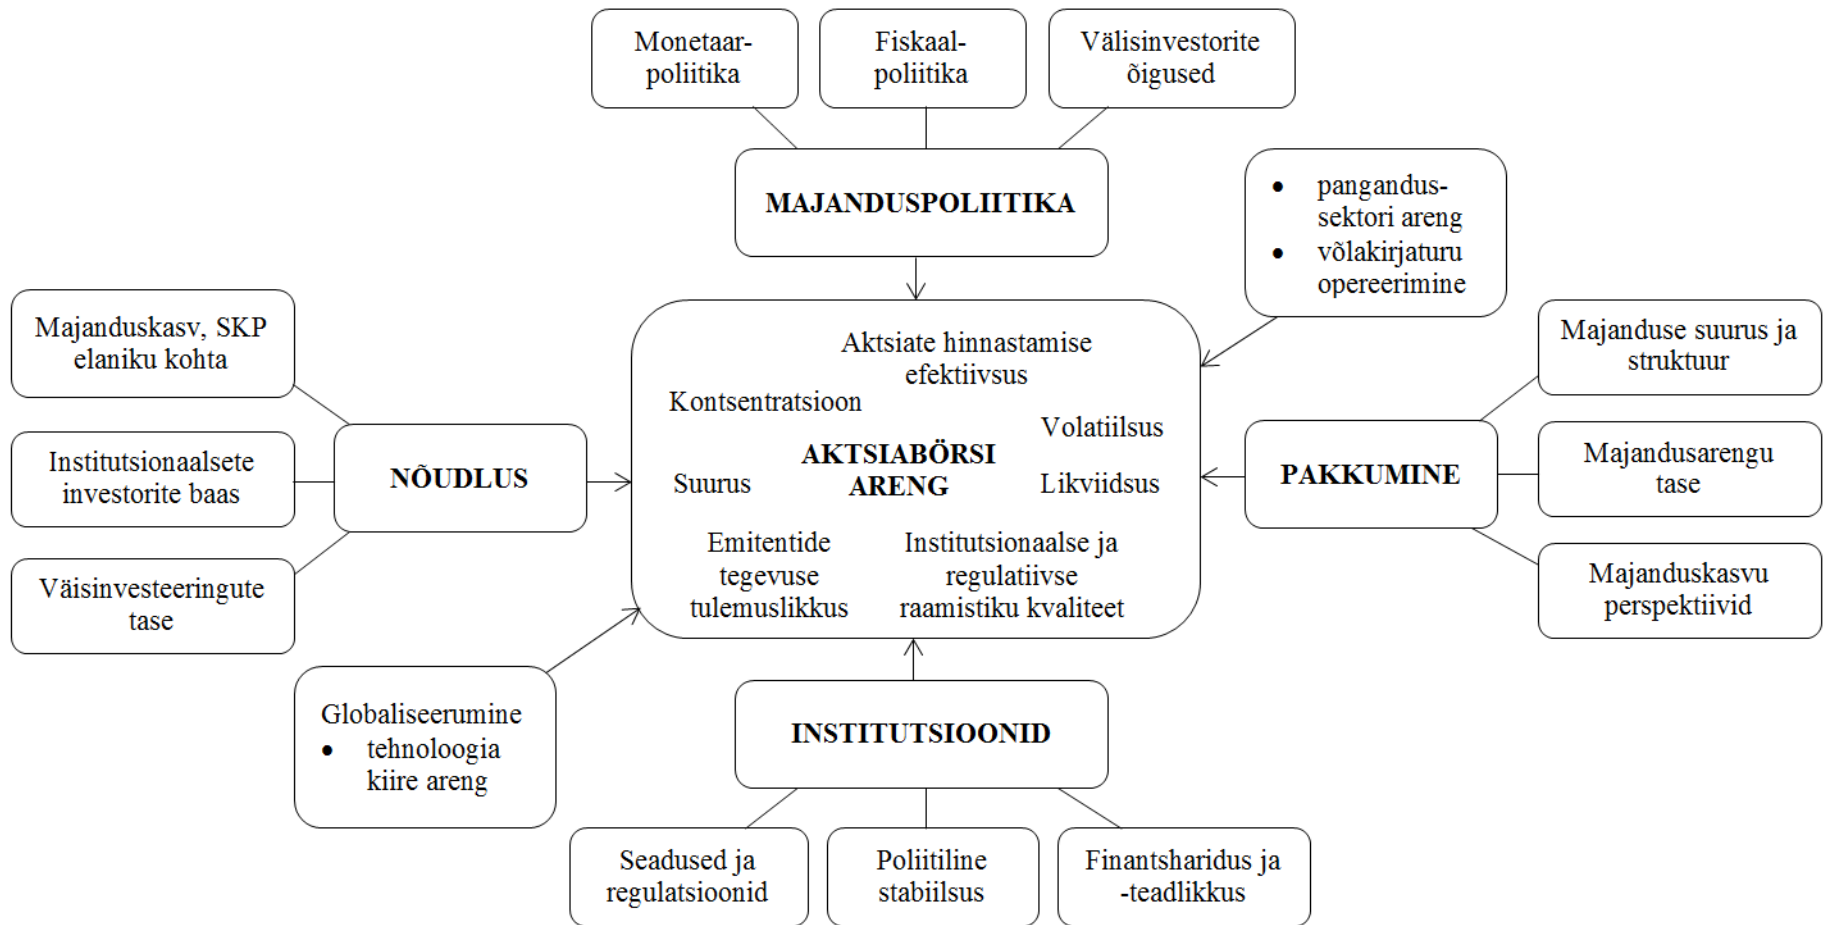 Monetaar-
poliitika
Fiskaal-
poliitika
Välisinvestorite
õigused
MAJANDUSPOLIITIKA
• pangandus-
sektori areng
• võlakirjaturu
opereerimine
Majanduskasv, SKP
elaniku kohta
Institutsionaalsete
investorite baas
Väisinvesteeringute
tase
NÕUDLUS
Aktsiate hinnastamise
efektiivsus
Kontsentratsioon
Volatiilsus
AKTSIABÖRSI
ARENG
Suurus
Likviidsus
Emitentide
tegevuse
tulemuslikkus
Institutsionaalse ja
regulatiivse
raamistiku kvaliteet
PAKKUMINE
Majanduse suurus ja
struktuur
Majandusarengu
tase
Majanduskasvu
perspektiivid
Globaliseerumine
• tehnoloogia
kiire areng
INSTITUTSIOONID
Seadused ja
regulatsioonid
Poliitiline
stabiilsus
Finantsharidus ja
-teadlikkus